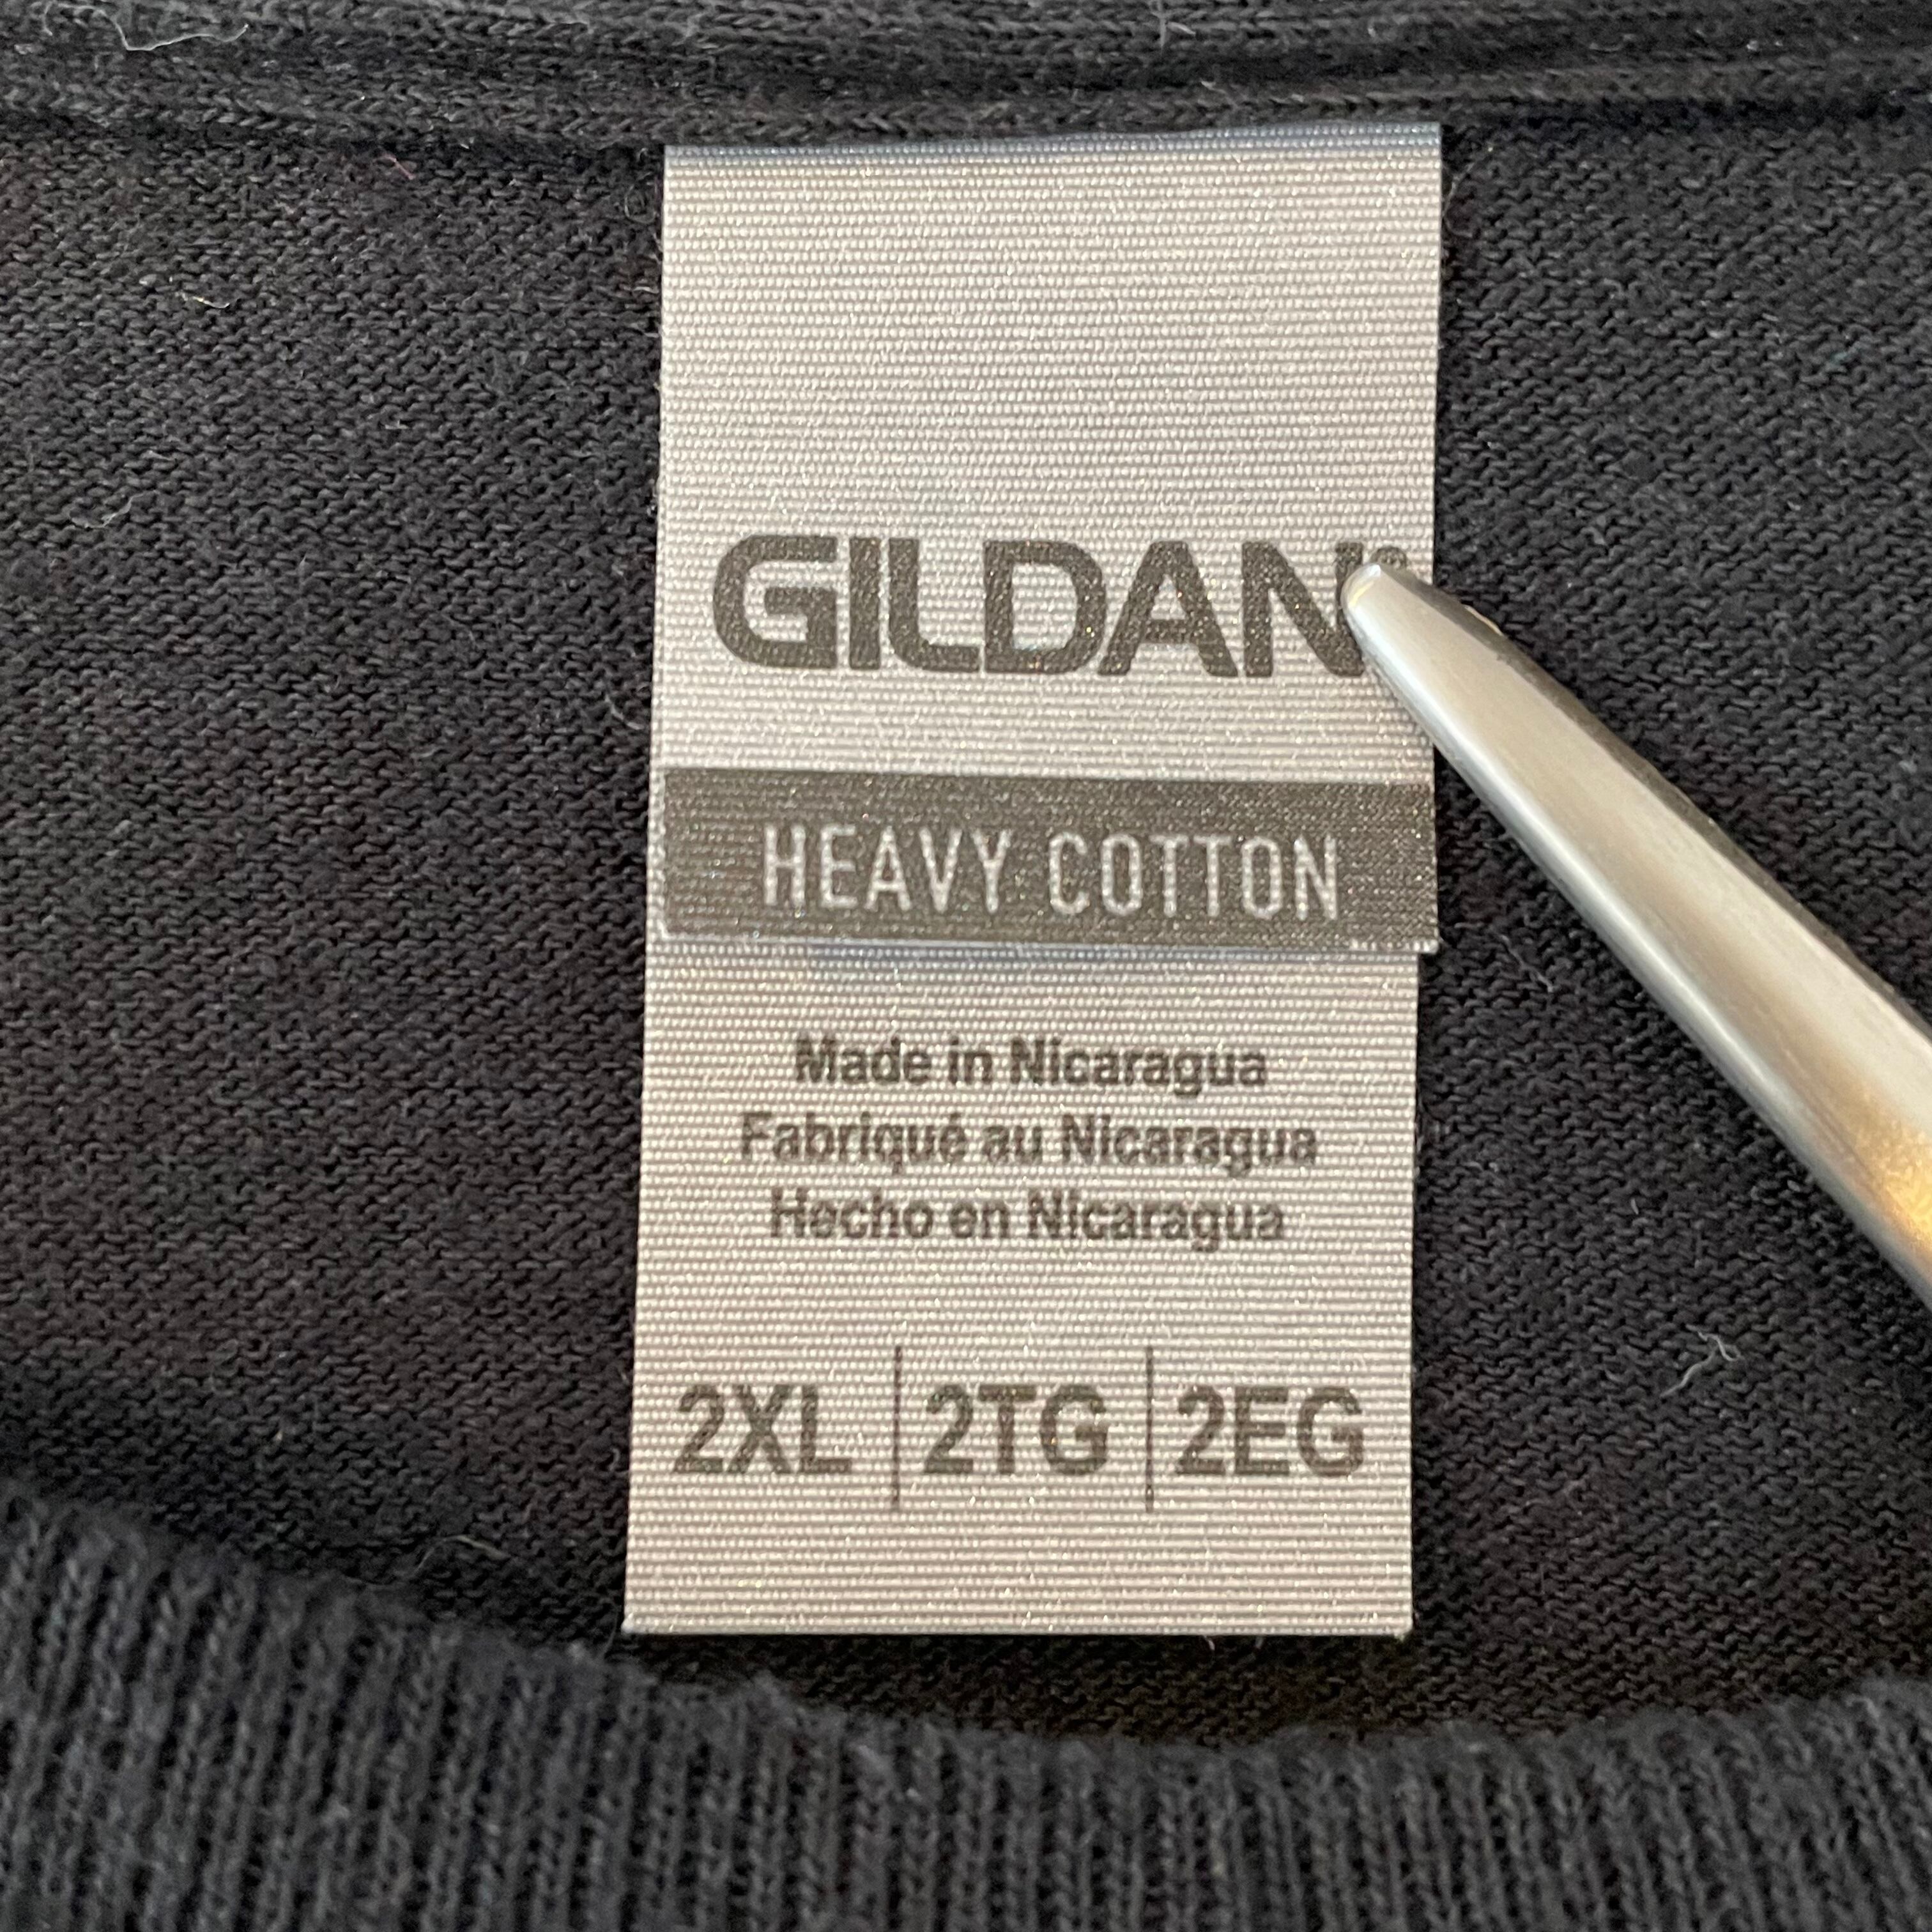 GILDAN®
HEAVY COTTON
Made in Nicaragua
Fabriqué au Nicaragua
Hecho en Nicaragua
2XL | 2TG | 2EG